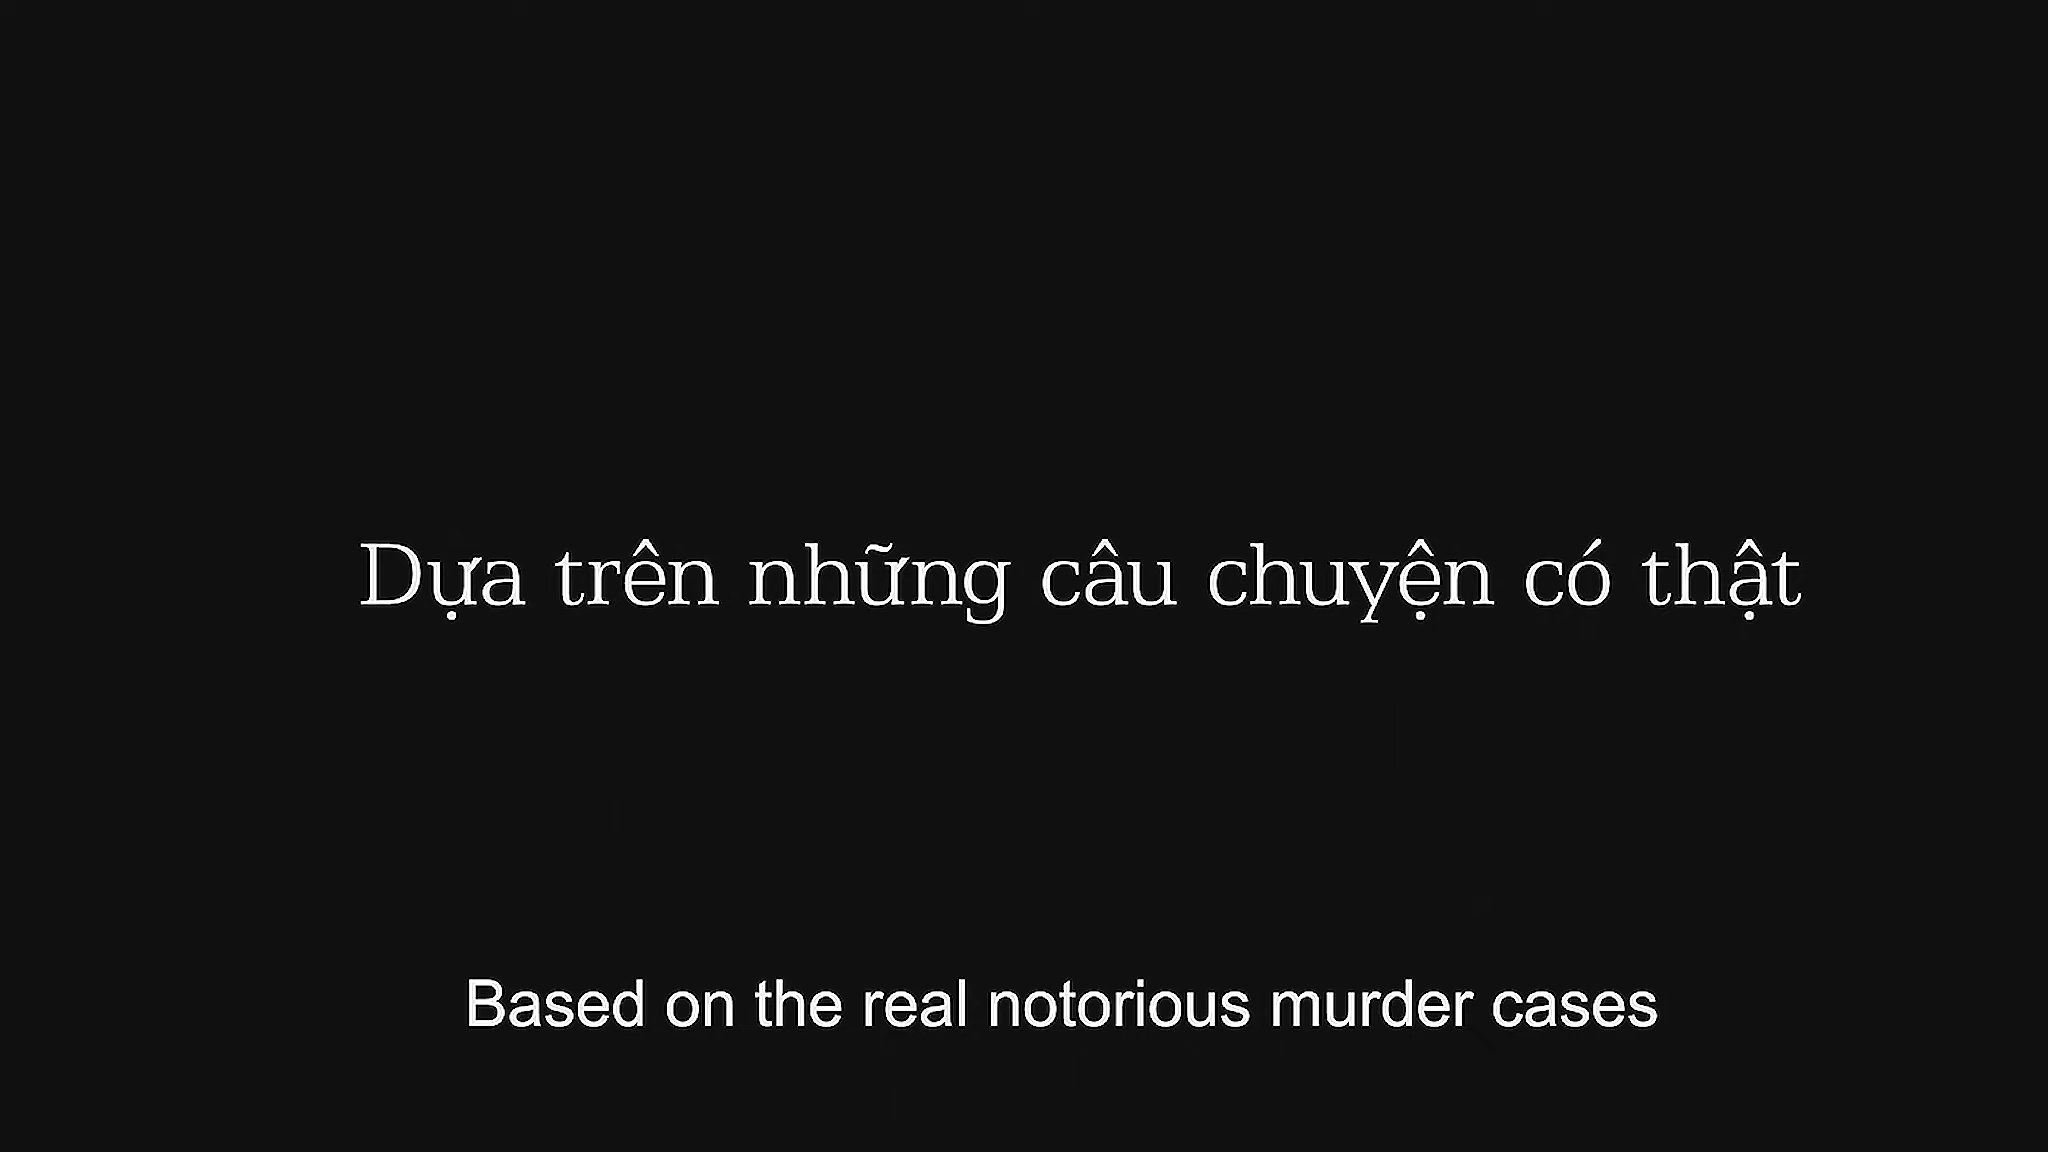 Dựa trên những câu chuyện có thật
Based on the real notorious murder cases